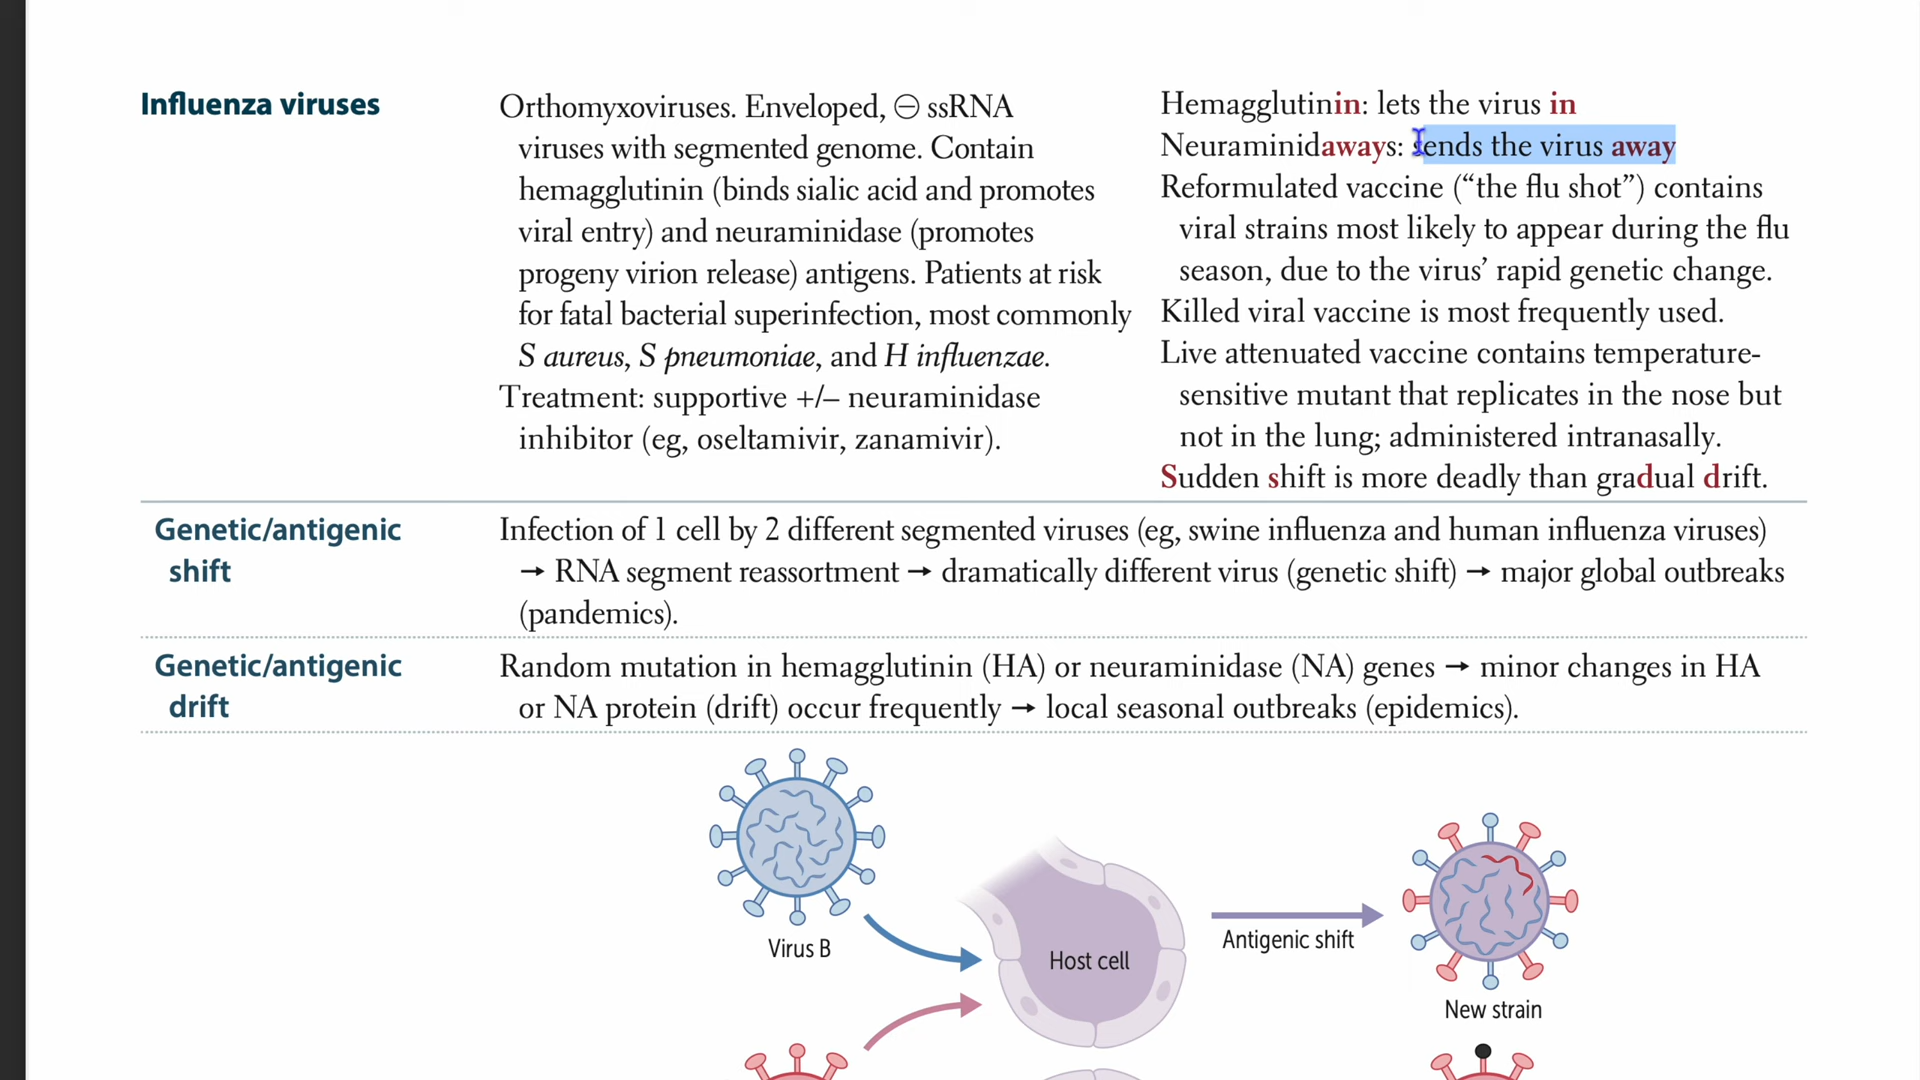 Influenza viruses
Orthomyxoviruses. Enveloped, ⊖ ssRNA
viruses with segmented genome. Contain
hemagglutinin (binds sialic acid and promotes
viral entry) and neuraminidase (promotes
progeny virion release) antigens. Patients at risk
for fatal bacterial superinfection, most commonly
S aureus, S pneumoniae, and H influenzae.
Treatment: supportive +/– neuraminidase
inhibitor (eg, oseltamivir, zanamivir).
Hemagglutinin: lets the virus in
Neuraminidaways: sends the virus away
Reformulated vaccine (“the flu shot”) contains
viral strains most likely to appear during the flu
season, due to the virus’ rapid genetic change.
Killed viral vaccine is most frequently used.
Live attenuated vaccine contains temperature-
sensitive mutant that replicates in the nose but
not in the lung; administered intranasally.
Sudden shift is more deadly than gradual drift.
Genetic/antigenic
shift
Infection of 1 cell by 2 different segmented viruses (eg, swine influenza and human influenza viruses)
→ RNA segment reassortment → dramatically different virus (genetic shift) → major global outbreaks
(pandemics).
Genetic/antigenic
drift
Random mutation in hemagglutinin (HA) or neuraminidase (NA) genes → minor changes in HA
or NA protein (drift) occur frequently → local seasonal outbreaks (epidemics).
Virus B
Host cell
Antigenic shift
New strain